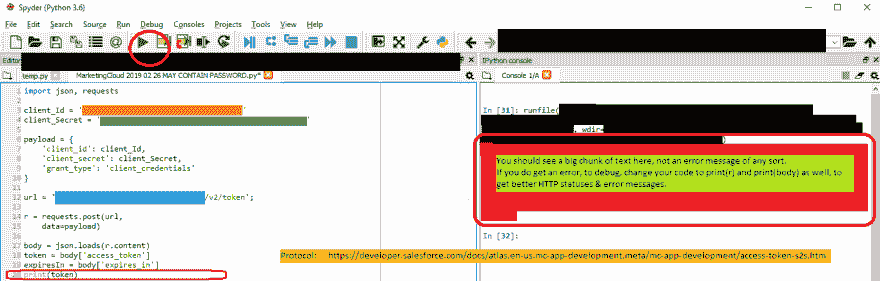 Spyder (Python 3.6)
File Edit Search Source Run Debug Consoles Projects Tools View Help
Editor
IPython console
temp.py
MarketingCloud 2019 02 26 MAY CONTAIN PASSWORD.py*
Console 1/A
1 import json, requests
2
3 client_Id = ' '
4 client_Secret = ' '
5
6 payload = {
7 'client_id': client_Id,
8 'client_secret': client_Secret,
9 'grant_type': 'client_credentials'
10 }
11
12 url = ' /v2/token';
13
14 r = requests.post(url,
15 data=payload)
16
17 body = json.loads(r.content)
18 token = body['access_token']
19 expiresIn = body['expires_in']
20 print(token)
In [31]: runfile(
, wdir=
)
You should see a big chunk of text here, not an error message of any sort.
If you do get an error, to debug, change your code to print(r) and print(body) as well, to
get better HTTP statuses & error messages.
In [32]:
Protocol: https://developer.salesforce.com/docs/atlas.en-us.mc-app-development.meta/mc-app-development/access-token-s2s.htm